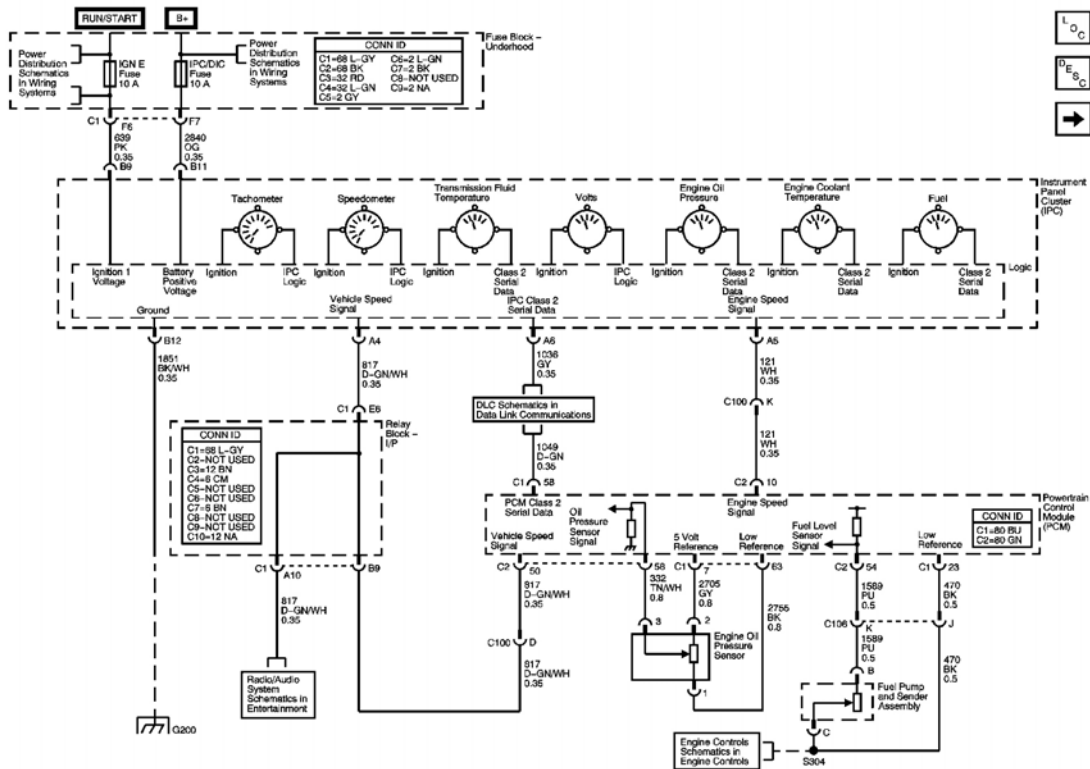 RUN/START
B+
Fuse Block –
Underhood
Power
Distribution
Schematics
in Wiring
Systems
IGN E
Fuse
10 A
IPC/DIC
Fuse
10 A
Power
Distribution
Schematics
in Wiring
Systems
CONN ID
C1=68 L-GY
C2=68 BK
C3=32 RD
C4=32 L-GN
C5=2 GY
C6=2 L-GN
C7=2 BK
C8-NOT USED
C9=2 NA
LOC
DESC
C1
F6
F7
639
PK
0.35
B9
2840
OG
0.35
B11
Instrument
Panel
Cluster
(IPC)
Tachometer
Speedometer
Transmission Fluid
Temperature
Volts
Engine Oil
Pressure
Engine Coolant
Temperature
Fuel
Ignition 1
Voltage
Battery
Positive
Voltage
Ignition
IPC
Logic
Ignition
IPC
Logic
Ignition
Class 2
Serial
Data
Ignition
IPC
Logic
Ignition
Class 2
Serial
Data
Ignition
Class 2
Serial
Data
Ignition
Class 2
Serial
Data
Logic
Ground
Vehicle Speed
Signal
IPC Class 2
Serial Data
Engine Speed
Signal
B12
1851
BK/WH
0.35
A4
817
D-GN/WH
0.35
A6
1036
GY
0.35
A5
121
WH
0.35
DLC Schematics in
Data Link Communications
C100
K
C1
E6
Relay
Block –
I/P
CONN ID
C1=68 L-GY
C2-NOT USED
C3=12 BN
C4=6 CM
C5-NOT USED
C6-NOT USED
C7=6 BN
C8-NOT USED
C9-NOT USED
C10=12 NA
1049
D-GN
0.35
C1
58
121
WH
0.35
C2
10
Powertrain
Control
Module
(PCM)
PCM Class 2
Serial Data
Oil
Pressure
Sensor
Signal
Engine Speed
Signal
Fuel Level
Sensor
Signal
CONN ID
C1=80 BU
C2=80 GN
Vehicle Speed
Signal
5 Volt
Reference
Low
Reference
Low
Reference
C1
A10
B9
C2
50
58
C1
7
63
C2
54
C1
23
817
D-GN/WH
0.35
817
D-GN/WH
0.35
332
TN/WH
0.8
2705
GY
0.8
2755
BK
0.8
1589
PU
0.5
470
BK
0.5
C100
D
3
2
Engine Oil
Pressure
Sensor
1
C106
K
J
817
D-GN/WH
0.35
1589
PU
0.5
470
BK
0.5
B
Fuel Pump
and Sender
Assembly
C
Radio/Audio
System
Schematics in
Entertainment
G200
Engine Controls
Schematics in
Engine Controls
S304